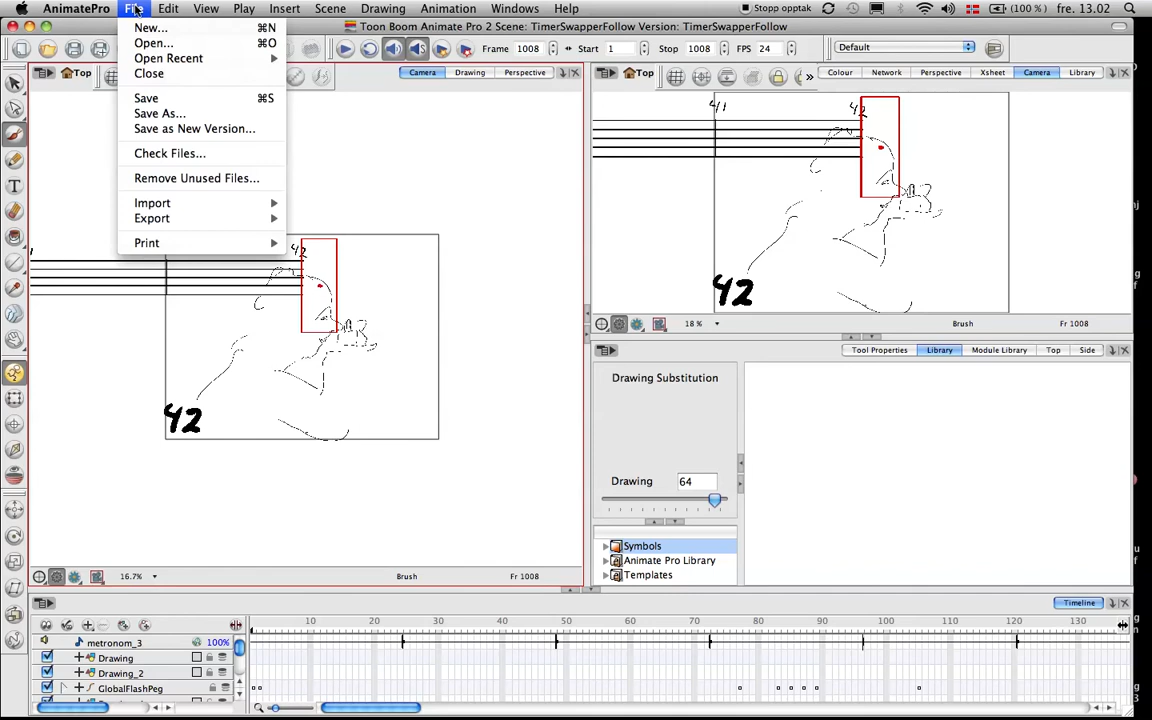 AnimatePro File Edit View Play Insert Scene Drawing Animation Windows Help Stopp opptak (100 %) fre. 13.02
Toon Boom Animate Pro 2 Scene: TimerSwapperFollow Version: TimerSwapperFollow
Frame 1008 Start 1 Stop 1008 FPS 24 Default
New... ⌘N
Open... ⌘O
Open Recent
Close
Save ⌘S
Save As...
Save as New Version...
Check Files...
Remove Unused Files...
Import
Export
Print
Top Camera Drawing Perspective
Top Colour Network Perspective Xsheet Camera Library
41 42
42
18 % Brush Fr 1008
42
42
16.7% Brush Fr 1008
Tool Properties Library Module Library Top Side
Drawing Substitution
Drawing 64
Symbols
Animate Pro Library
Templates
Timeline
10 20 30 40 50 60 70 80 90 100 110 120 130
metronom_3 100%
Drawing
Drawing_2
GlobalFlashPeg